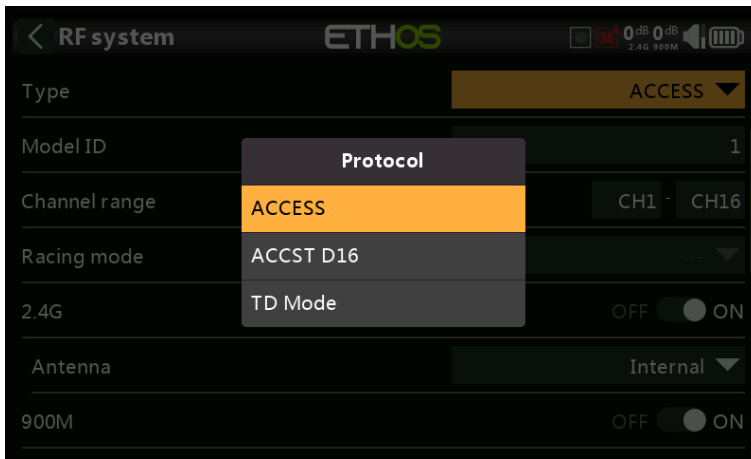 RF system
ETHOS
M 0dB 0dB
2.4G 900M
Type ACCESS
Model ID 1
Protocol
Channel range CH1 - CH16
ACCESS
Racing mode ---
ACCST D16
2.4G OFF ON
TD Mode
Antenna Internal
900M OFF ON